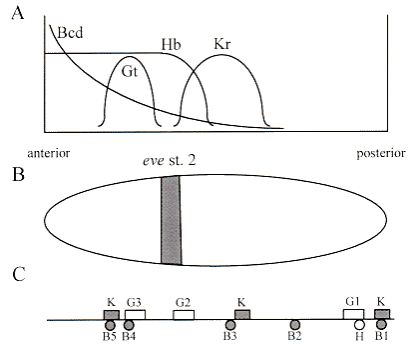 A
Bcd
Hb
Kr
Gt
anterior
posterior
eve st. 2
B
C
K G3 G2 K G1 K
B5 B4 B3 B2 H B1